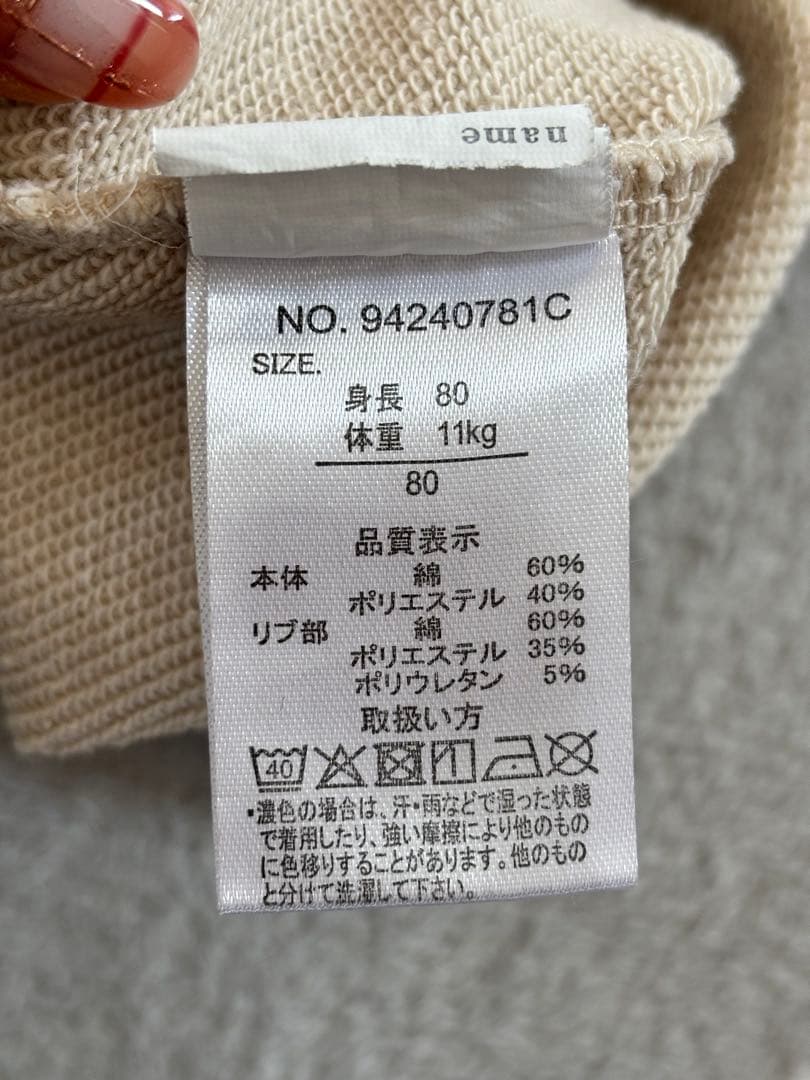 name
NO. 94240781C
SIZE.
身長 80
体重 11kg
80
品質表示
本体 綿 60%
ポリエステル 40%
リブ部 綿 60%
ポリエステル 35%
ポリウレタン 5%
取扱い方
40
・濃色の場合は、汗・雨などで湿った状態
で着用したり、強い摩擦により他のもの
に色移りすることがあります。他のもの
と分けて洗濯して下さい。